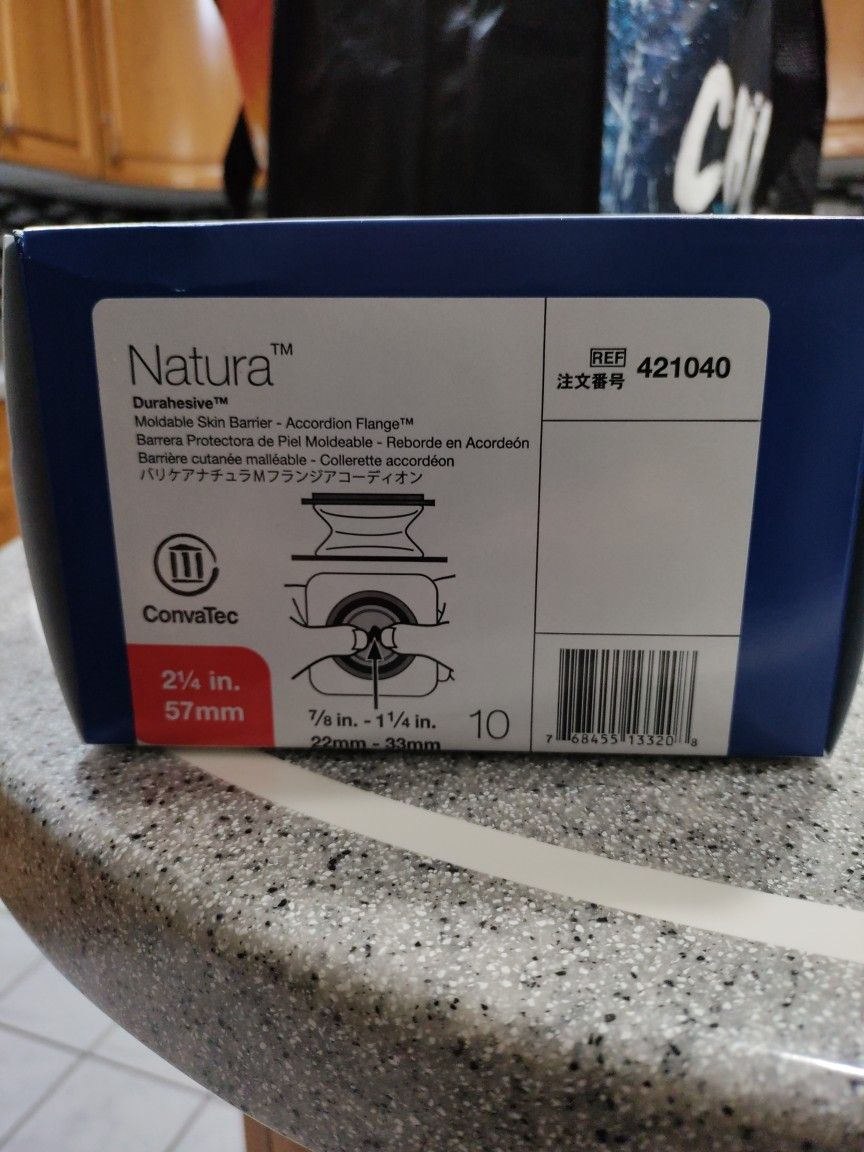 Natura™
Durahesive™
Moldable Skin Barrier - Accordion Flange™
Barrera Protectora de Piel Moldeable - Reborde en Acordeón
Barrière cutanée malléable - Collerette accordéon
バリケアナチュラMフランジアコーディオン
ConvaTec
2¼ in.
57mm
⅞ in. - 1¼ in.
22mm - 33mm
10
REF
注文番号 421040
7 68455 13320 8